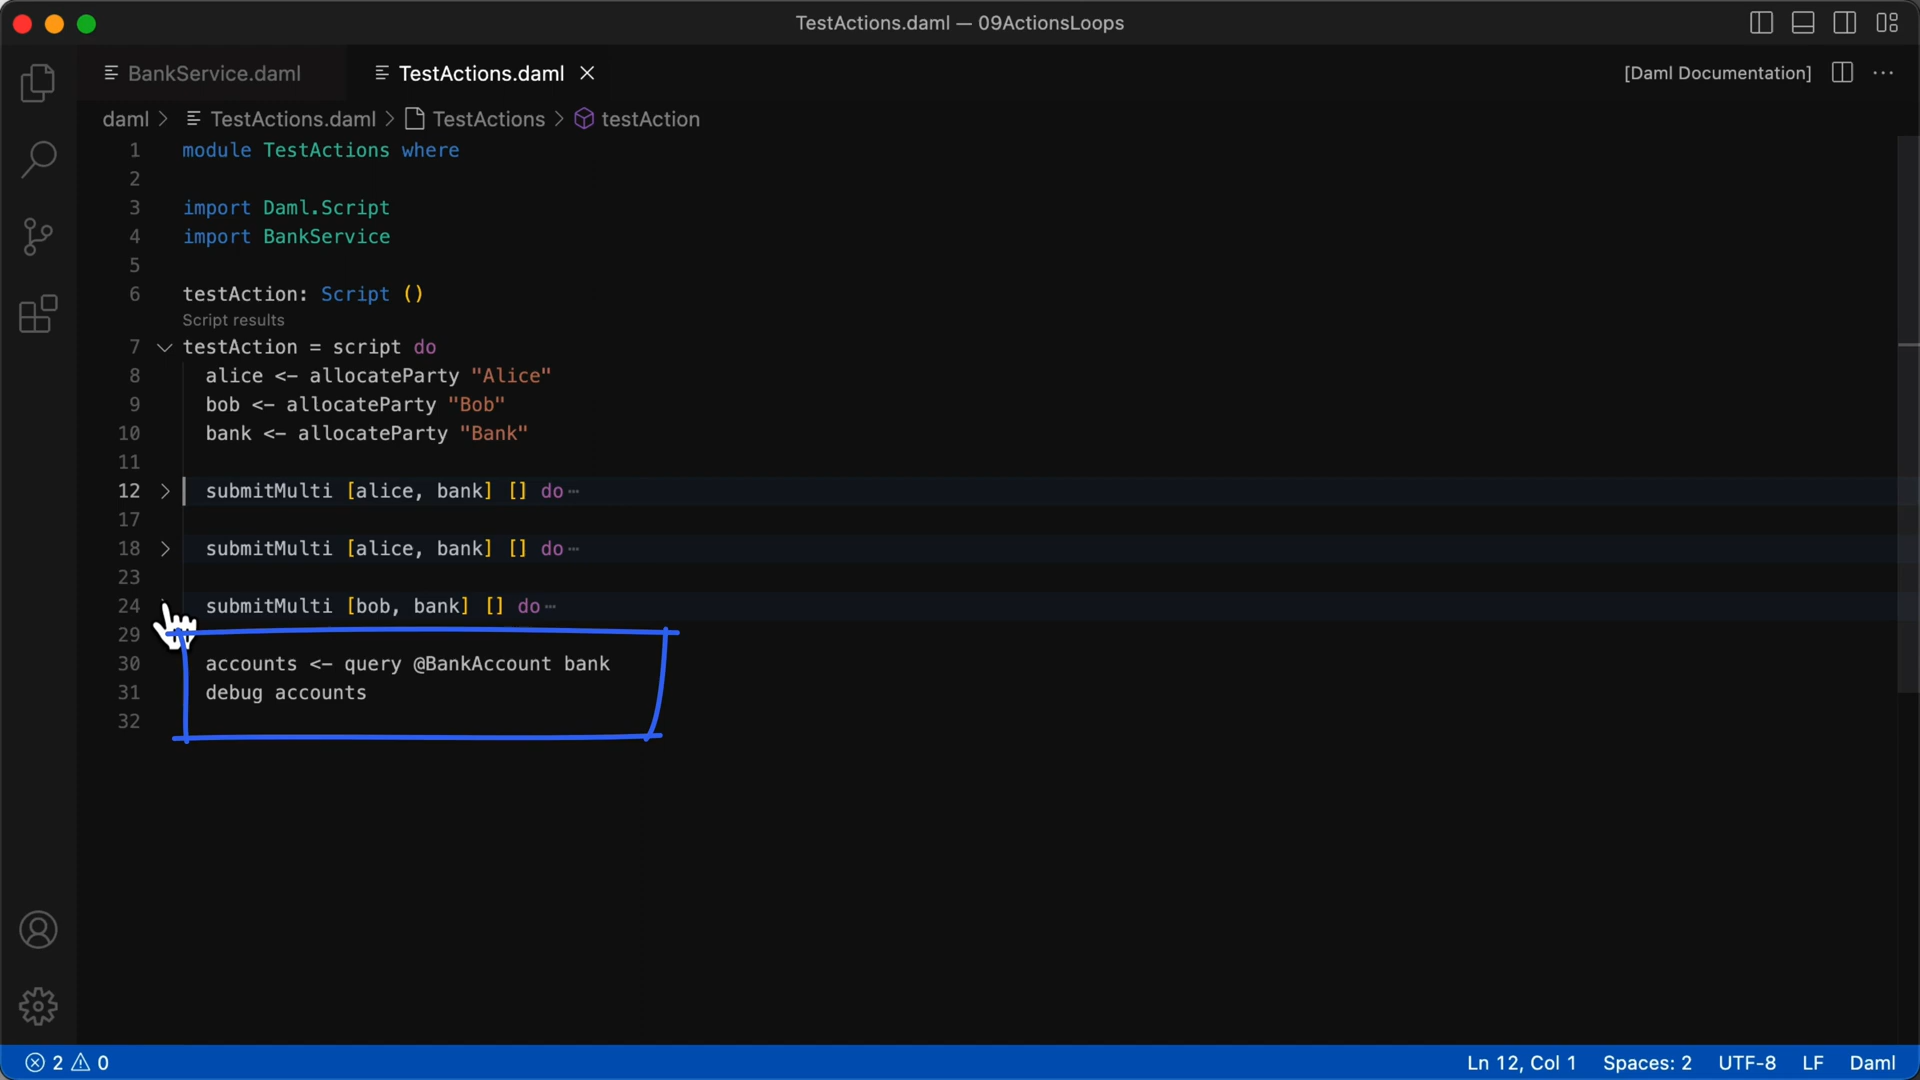 TestActions.daml — 09ActionsLoops
BankService.daml
TestActions.daml
[Daml Documentation]
daml > TestActions.daml > TestActions > testAction
1 module TestActions where
2
3 import Daml.Script
4 import BankService
5
6 testAction: Script ()
Script results
7 testAction = script do
8 alice <- allocateParty "Alice"
9 bob <- allocateParty "Bob"
10 bank <- allocateParty "Bank"
11
12 submitMulti [alice, bank] [] do⋯
17
18 submitMulti [alice, bank] [] do⋯
23
24 submitMulti [bob, bank] [] do⋯
29
30 accounts <- query @BankAccount bank
31 debug accounts
32
2 0
Ln 12, Col 1 Spaces: 2 UTF-8 LF Daml